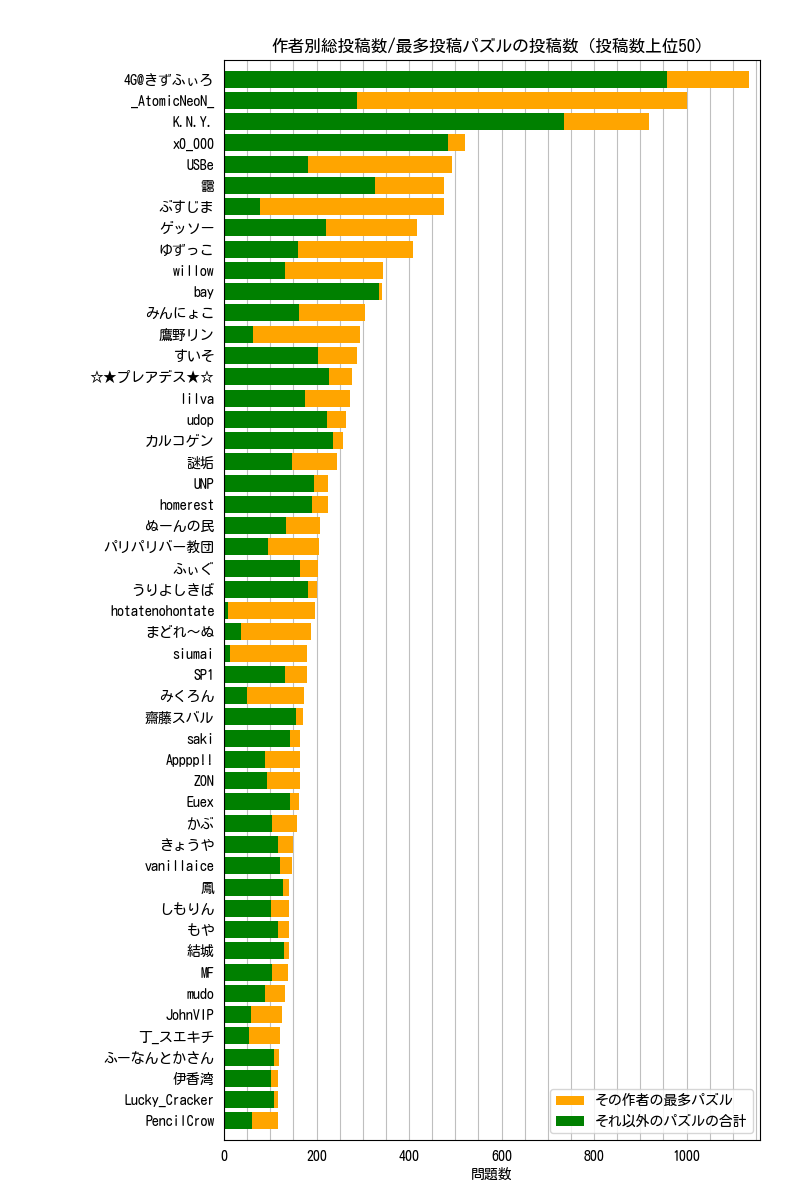 作者別総投稿数/最多投稿パズルの投稿数 (投稿数上位50)
4G@きずふぃろ
_AtomicNeoN_
K.N.Y.
x0_000
USBe
ぶすじま
ゲッソー
ゆずっこ
willow
bay
みんにょこ
鷹野リン
すいそ
☆★プレアデス★☆
lilva
udop
カルコゲン
謎垢
UNP
homerest
ぬーんの民
パリパリバー教団
ふぃぐ
うりよしきば
hotatenohontate
まどれ～ぬ
siumai
SP1
みくろん
齋藤スバル
saki
Appppll
ZON
Euex
かぶ
きょうや
vanillaice
鳳
しもりん
もや
結城
MF
mudo
JohnVIP
丁_スエキチ
ふーなんとかさん
伊香湾
Lucky_Cracker
PencilCrow
その作者の最多パズル
それ以外のパズルの合計
0 200 400 600 800 1000
問題数